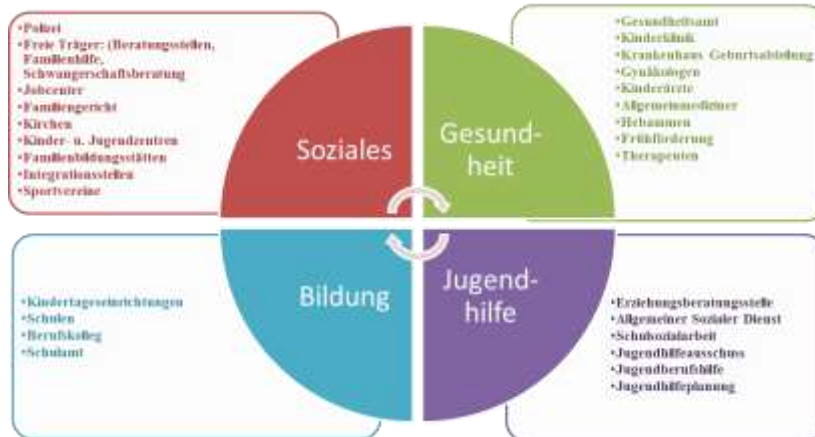 •Polizei
•Freie Träger: (Beratungsstellen,
Familienhilfe,
Schwangerschaftsberatung
•Jobcenter
•Familiengericht
•Kirchen
•Kinder- u. Jugendzentren
•Familienbildungsstätten
•Integrationsstellen
•Sportvereine
Soziales
•Gesundheitsamt
•Kinderklinik
•Krankenhaus Geburtsabteilung
•Gynäkologen
•Kinderärzte
•Allgemeinmediziner
•Hebammen
•Frühförderung
•Therapeuten
Gesund-
heit
•Kindertageseinrichtungen
•Schulen
•Berufskolleg
•Schulamt
Bildung
Jugend-
hilfe
•Erziehungsberatungsstelle
•Allgemeiner Sozialer Dienst
•Schulsozialarbeit
•Jugendhilfeausschuss
•Jugendberufshilfe
•Jugendhilfeplanung